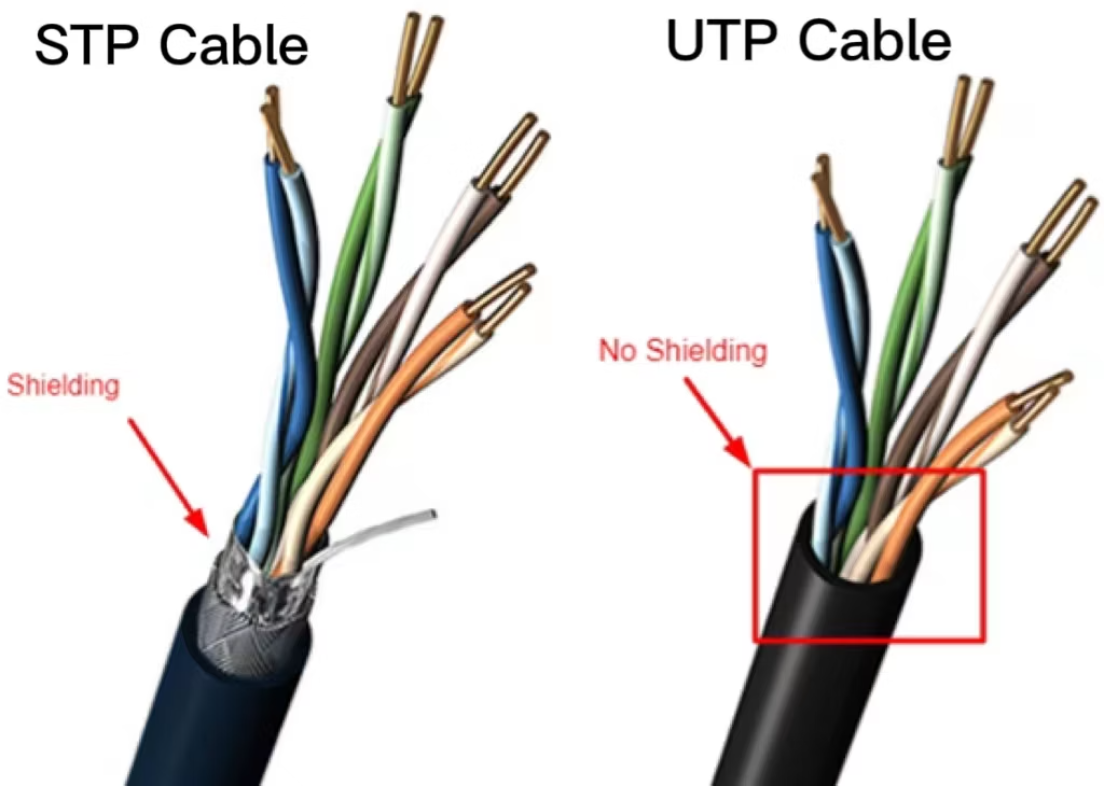 STP Cable
UTP Cable
Shielding
No Shielding